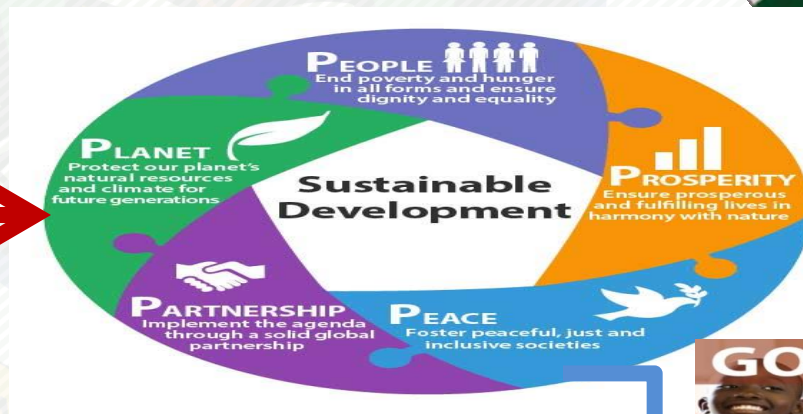 PEOPLE
End poverty and hunger
in all forms and ensure
dignity and equality
PROSPERITY
Ensure prosperous
and fulfilling lives in
harmony with nature
PLANET
Protect our planet's
natural resources
and climate for
future generations
Sustainable
Development
PARTNERSHIP
Implement the agenda
through a solid global
partnership
PEACE
Foster peaceful, just and
inclusive societies
GO